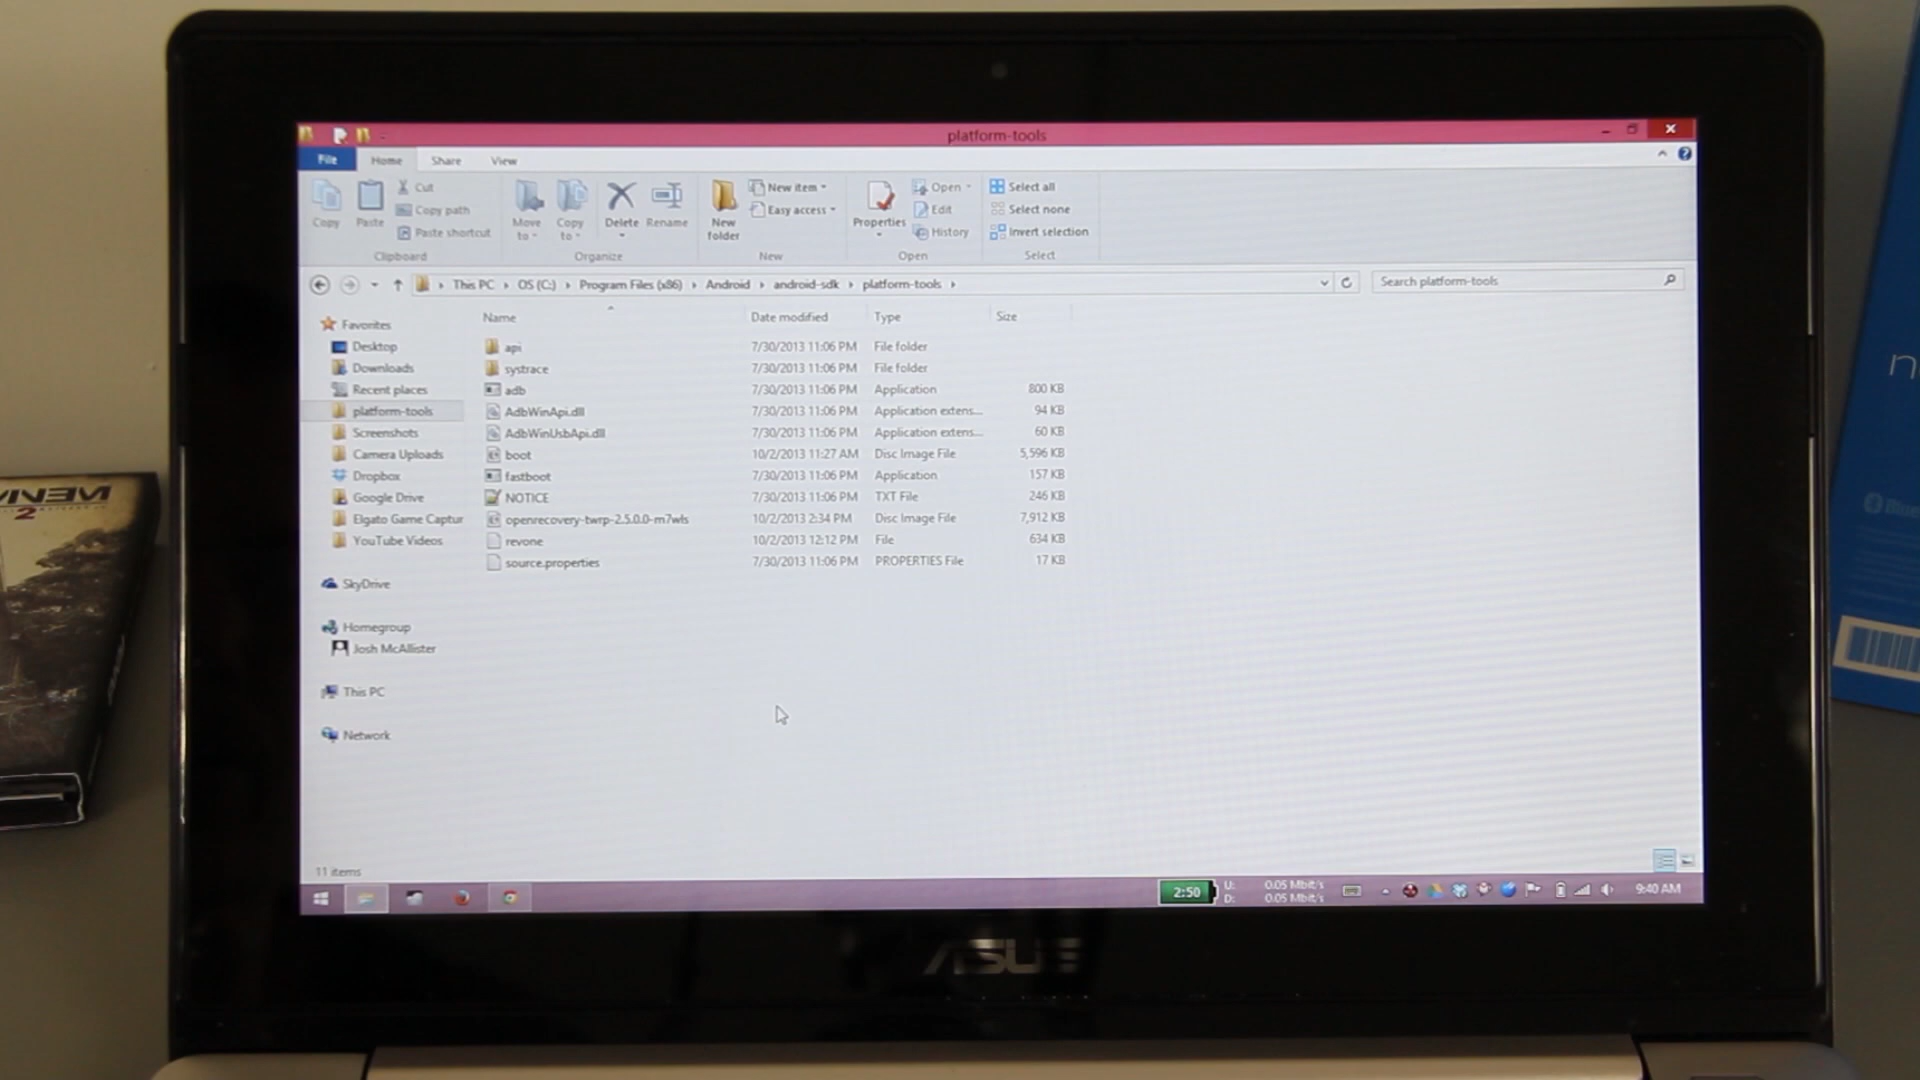 platform-tools
File Home Share View
Copy
Paste
Cut
Copy path
Paste shortcut
Move to
Copy to
Delete
Rename
New folder
New item
Easy access
Properties
Open
Edit
History
Select all
Select none
Invert selection
Clipboard Organize New Open Select
This PC OS (C:) Program Files (x86) Android android-sdk platform-tools
Search platform-tools
Favorites
Desktop
Downloads
Recent places
platform-tools
Screenshots
Camera Uploads
Dropbox
Google Drive
Elgato Game Captur
YouTube Videos
SkyDrive
Homegroup
Josh McAllister
This PC
Network
Name Date modified Type Size
api 7/30/2013 11:06 PM File folder
systrace 7/30/2013 11:06 PM File folder
adb 7/30/2013 11:06 PM Application 800 KB
AdbWinApi.dll 7/30/2013 11:06 PM Application extens... 94 KB
AdbWinUsbApi.dll 7/30/2013 11:06 PM Application extens... 60 KB
boot 10/2/2013 11:27 AM Disc Image File 5,596 KB
fastboot 7/30/2013 11:06 PM Application 157 KB
NOTICE 7/30/2013 11:06 PM TXT File 246 KB
openrecovery-twrp-2.5.0.0-m7wls 10/2/2013 2:34 PM Disc Image File 7,912 KB
revone 10/2/2013 12:12 PM File 634 KB
source.properties 7/30/2013 11:06 PM PROPERTIES File 17 KB
11 items
2:50
U: 0.05 Mbit/s
D: 0.05 Mbit/s
9:40 AM
ASUS
2